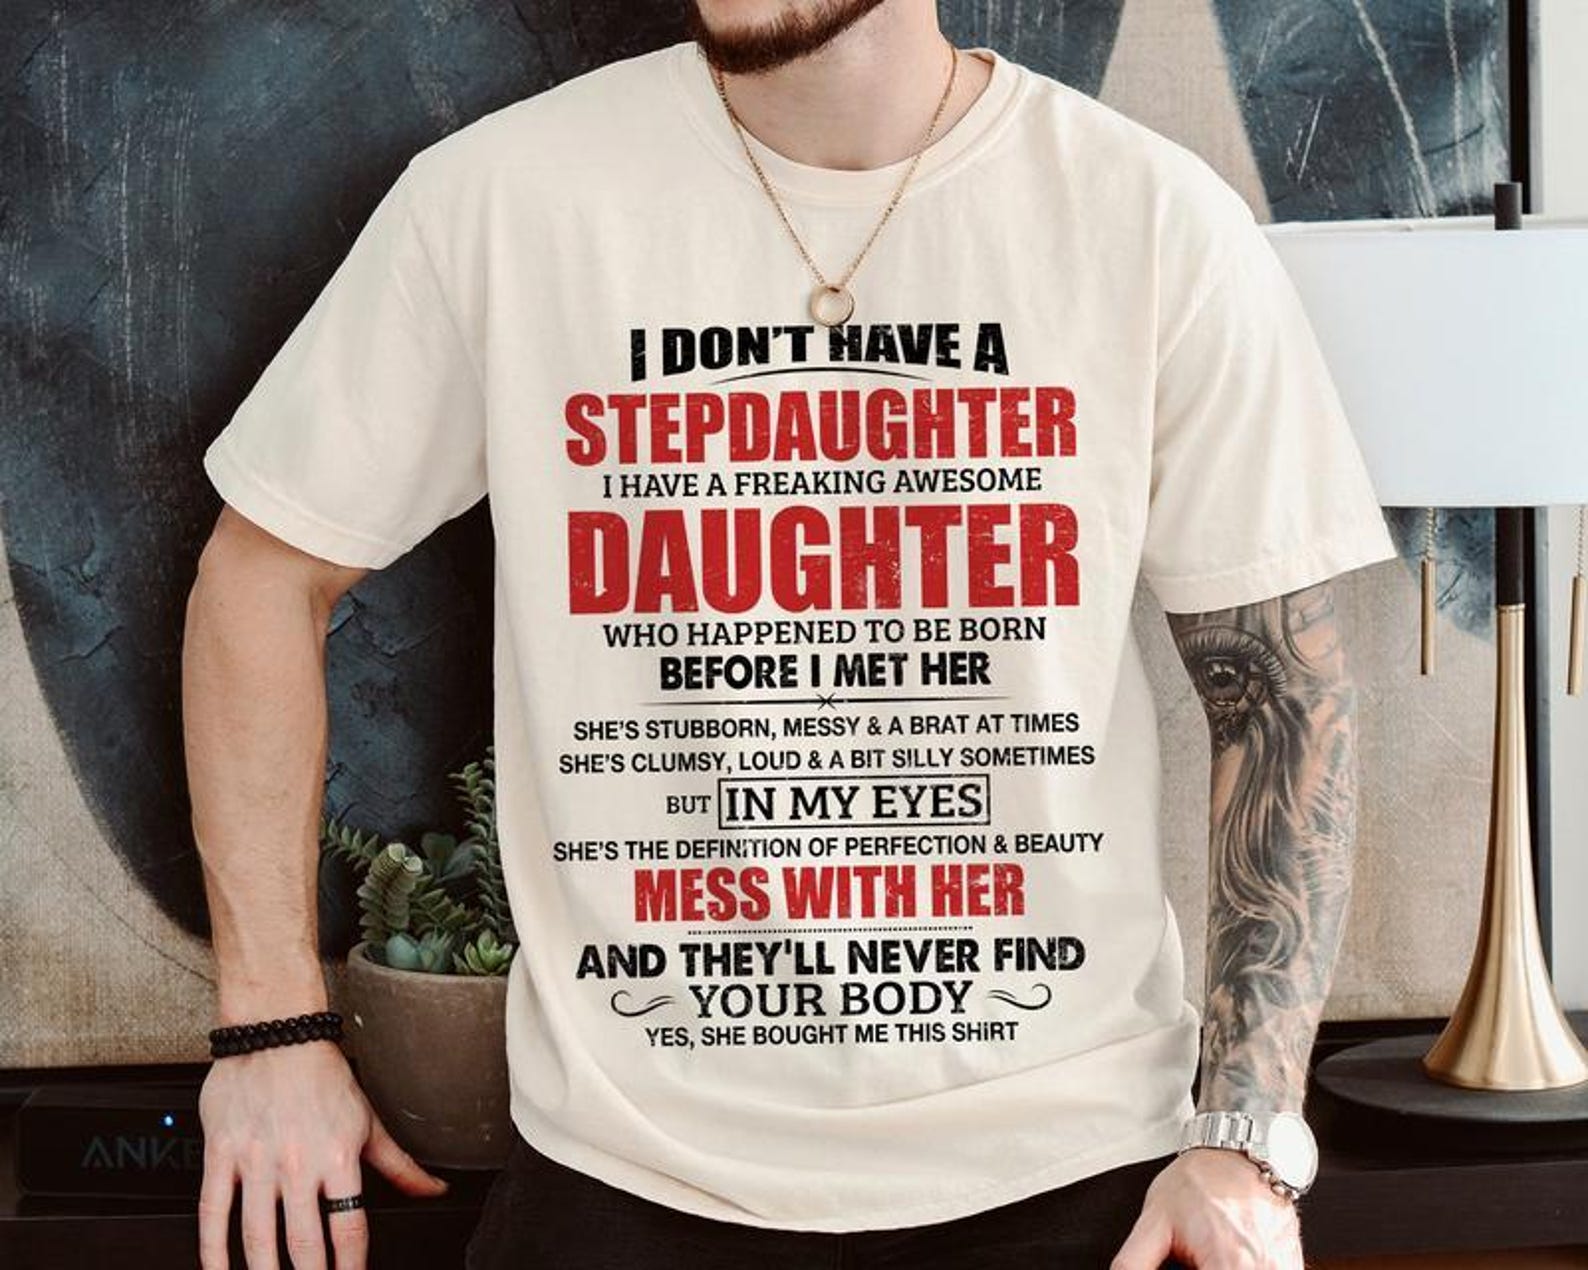 I DON'T HAVE A
STEPDAUGHTER
I HAVE A FREAKING AWESOME
DAUGHTER
WHO HAPPENED TO BE BORN
BEFORE I MET HER
SHE'S STUBBORN, MESSY & A BRAT AT TIMES
SHE'S CLUMSY, LOUD & A BIT SILLY SOMETIMES
BUT IN MY EYES
SHE'S THE DEFINITION OF PERFECTION & BEAUTY
MESS WITH HER
AND THEY'LL NEVER FIND
YOUR BODY
YES, SHE BOUGHT ME THIS SHiRT
ANKE